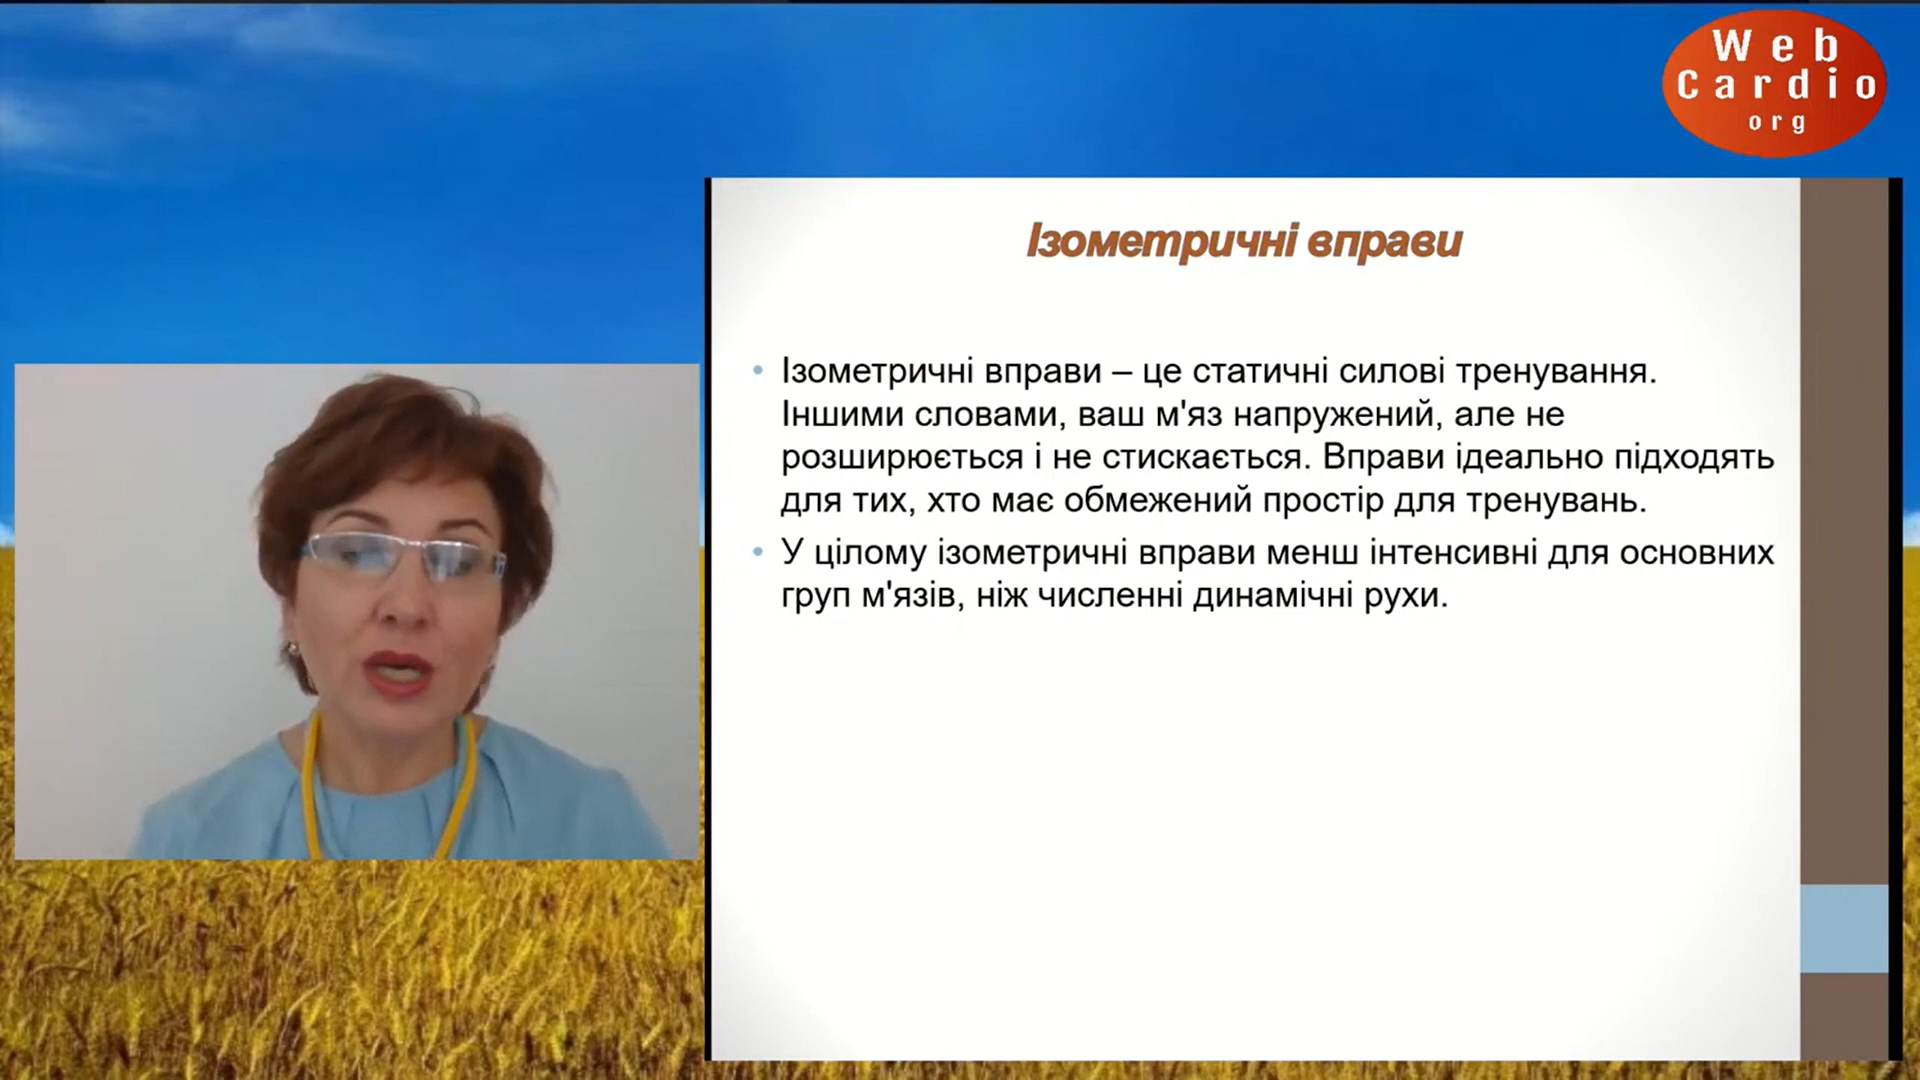 Web
Cardio
org
Ізометричні вправи
• Ізометричні вправи – це статичні силові тренування.
Іншими словами, ваш м'яз напружений, але не
розширюється і не стискається. Вправи ідеально підходять
для тих, хто має обмежений простір для тренувань.
• У цілому ізометричні вправи менш інтенсивні для основних
груп м'язів, ніж численні динамічні рухи.